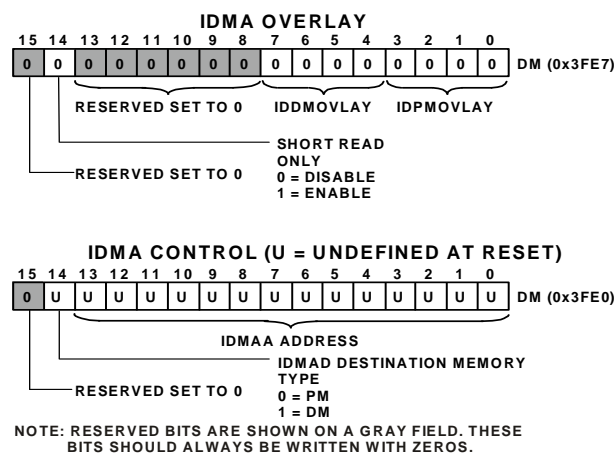 IDMA OVERLAY
15 14 13 12 11 10 9 8 7 6 5 4 3 2 1 0
0 0 0 0 0 0 0 0 0 0 0 0 0 0 0 0 DM (0x3FE7)
RESERVED SET TO 0 IDDMOVLAY IDPMOVLAY
SHORT READ
ONLY
RESERVED SET TO 0 0 = DISABLE
1 = ENABLE
IDMA CONTROL (U = UNDEFINED AT RESET)
15 14 13 12 11 10 9 8 7 6 5 4 3 2 1 0
0 U U U U U U U U U U U U U U U DM (0x3FE0)
IDMAA ADDRESS
IDMAD DESTINATION MEMORY
TYPE
RESERVED SET TO 0 0 = PM
1 = DM
NOTE: RESERVED BITS ARE SHOWN ON A GRAY FIELD. THESE
BITS SHOULD ALWAYS BE WRITTEN WITH ZEROS.